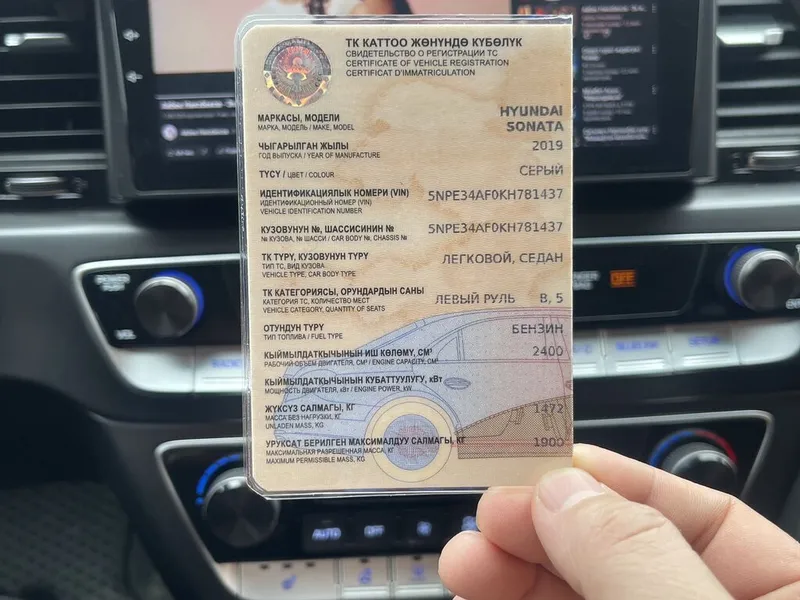 ТК КАТТОО ЖӨНҮНДӨ КҮБӨЛҮК
СВИДЕТЕЛЬСТВО О РЕГИСТРАЦИИ ТС
CERTIFICATE OF VEHICLE REGISTRATION
CERTIFICAT D'IMMATRICULATION
МАРКАСЫ, МОДЕЛИ
МАРКА, МОДЕЛЬ / MAKE, MODEL
HYUNDAI
SONATA
ЧЫГАРЫЛГАН ЖЫЛЫ
ГОД ВЫПУСКА / YEAR OF MANUFACTURE
2019
ТҮСҮ / ЦВЕТ / COLOUR
СЕРЫЙ
ИДЕНТИФИКАЦИЯЛЫК НОМЕРИ (VIN)
ИДЕНТИФИКАЦИОННЫЙ НОМЕР (VIN)
VEHICLE IDENTIFICATION NUMBER
5NPE34AF0KH781437
КУЗОВУНУН №, ШАССИСИНИН №
№ КУЗОВА, № ШАССИ / CAR BODY №, CHASSIS №
5NPE34AF0KH781437
ТК ТҮРҮ, КУЗОВУНУН ТҮРҮ
ТИП ТС, ВИД КУЗОВА
VEHICLE TYPE, CAR BODY TYPE
ЛЕГКОВОЙ, СЕДАН
ТК КАТЕГОРИЯСЫ, ОРУНДАРДЫН САНЫ
КАТЕГОРИЯ ТС, КОЛИЧЕСТВО МЕСТ
VEHICLE CATEGORY, QUANTITY OF SEATS
ЛЕВЫЙ РУЛЬ B, 5
ОТУНДУН ТҮРҮ
ТИП ТОПЛИВА / FUEL TYPE
БЕНЗИН
КЫЙМЫЛДАТКЫЧЫНЫН ИШ КӨЛӨМҮ, СМ³
РАБОЧИЙ ОБЪЕМ ДВИГАТЕЛЯ, СМ³ / ENGINE CAPACITY, CM³
2400
КЫЙМЫЛДАТКЫЧЫНЫН КУБАТТУУЛУГУ, кВт
МОЩНОСТЬ ДВИГАТЕЛЯ, кВт / ENGINE POWER, kW
ЖҮКСҮЗ САЛМАГЫ, КГ
МАССА БЕЗ НАГРУЗКИ, КГ
UNLADEN MASS, KG
1472
УРУКСАТ БЕРИЛГЕН МАКСИМАЛДУУ САЛМАГЫ, КГ
МАКСИМАЛЬНАЯ РАЗРЕШЕННАЯ МАССА, КГ
MAXIMUM PERMISSIBLE MASS, KG
1900
POWER
VOL
OFF
AUTO
OFF